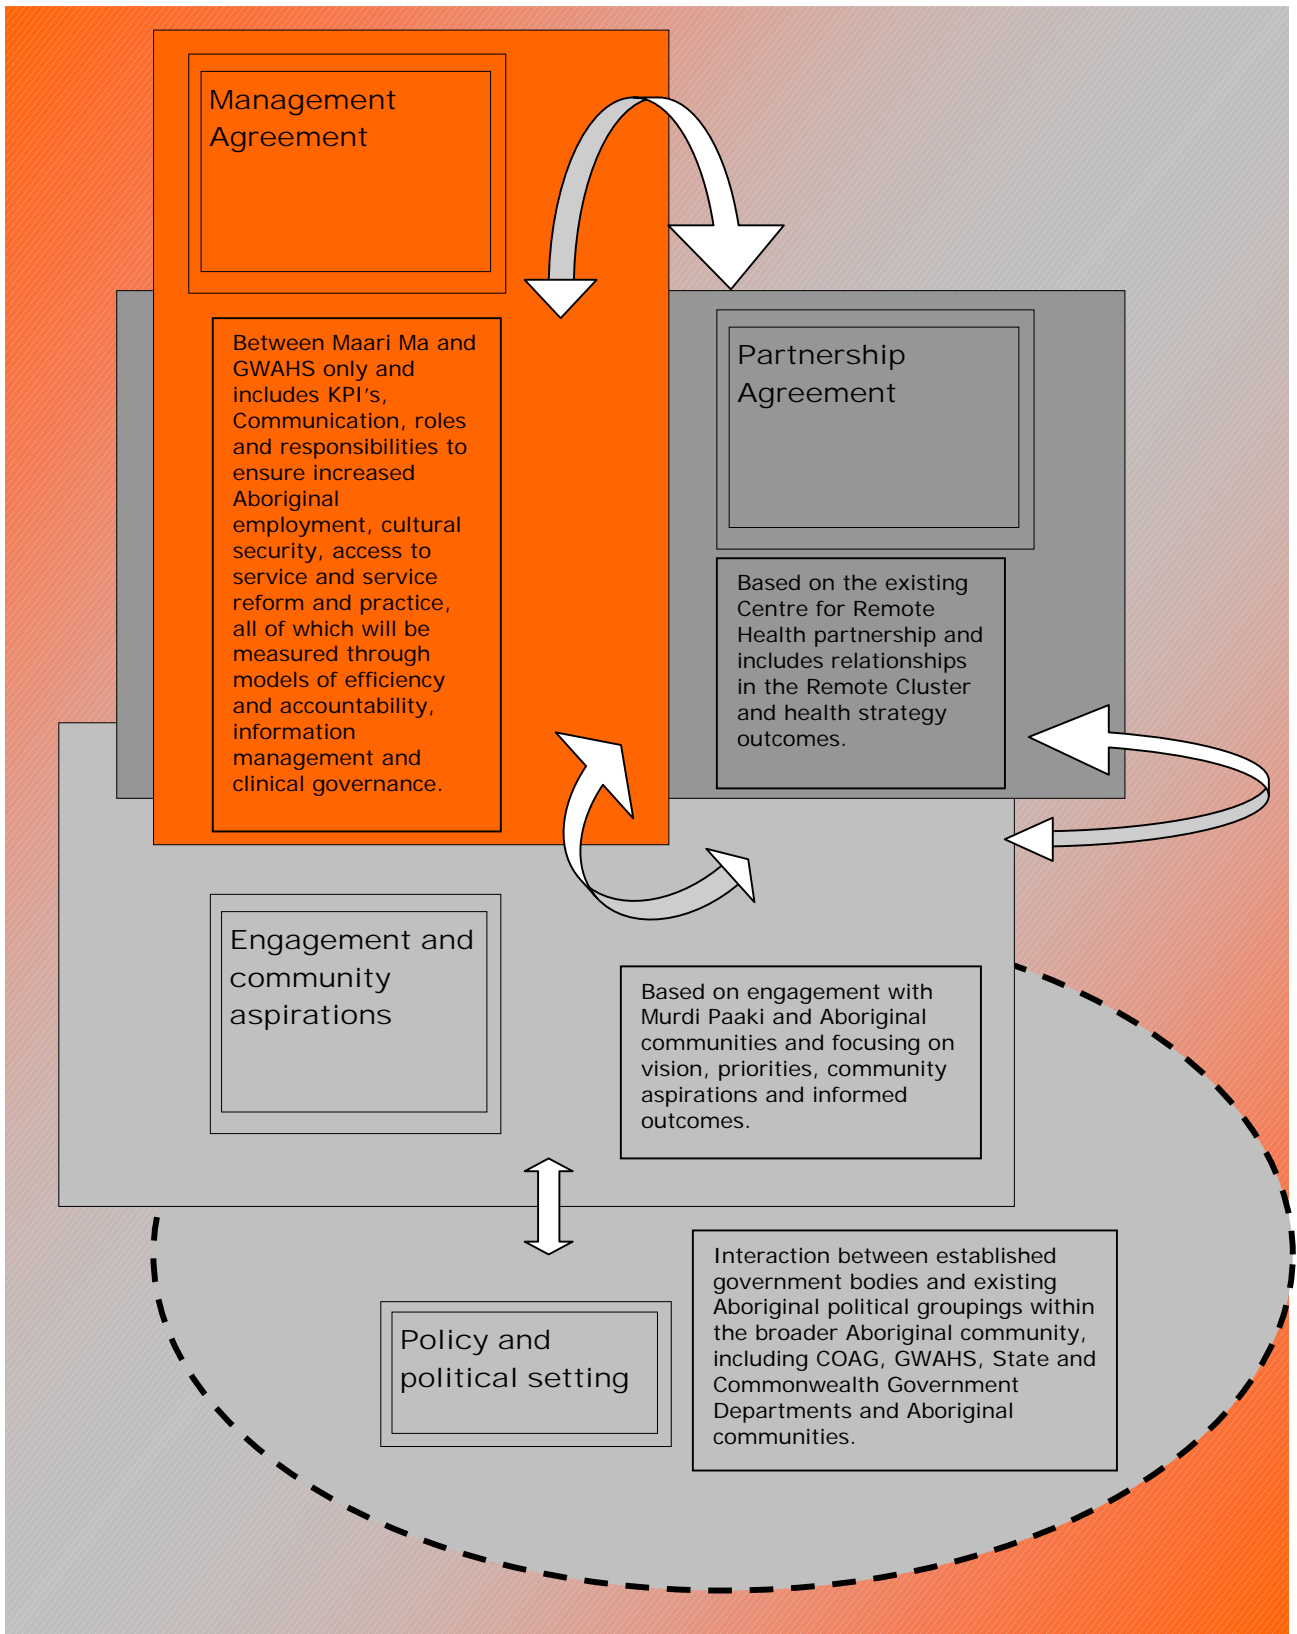 Management
Agreement
Between Maari Ma and
GWAHS only and
includes KPI's,
Communication, roles
and responsibilities to
ensure increased
Aboriginal
employment, cultural
security, access to
service and service
reform and practice,
all of which will be
measured through
models of efficiency
and accountability,
information
management and
clinical governance.
Partnership
Agreement
Based on the existing
Centre for Remote
Health partnership and
includes relationships
in the Remote Cluster
and health strategy
outcomes.
Engagement and
community
aspirations
Based on engagement with
Murdi Paaki and Aboriginal
communities and focusing on
vision, priorities, community
aspirations and informed
outcomes.
Policy and
political setting
Interaction between established
government bodies and existing
Aboriginal political groupings within
the broader Aboriginal community,
including COAG, GWAHS, State and
Commonwealth Government
Departments and Aboriginal
communities.